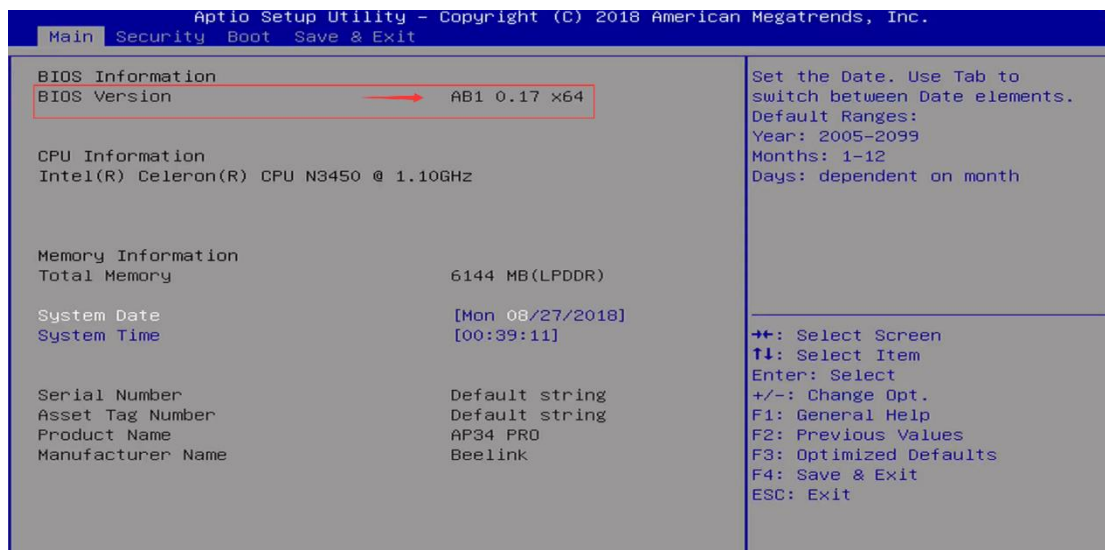 Aptio Setup Utility – Copyright (C) 2018 American Megatrends, Inc.
Main Security Boot Save & Exit
BIOS Information
BIOS Version AB1 0.17 x64
CPU Information
Intel(R) Celeron(R) CPU N3450 @ 1.10GHz
Memory Information
Total Memory 6144 MB(LPDDR)
System Date [Mon 08/27/2018]
System Time [00:39:11]
Serial Number Default string
Asset Tag Number Default string
Product Name AP34 PRO
Manufacturer Name Beelink
Set the Date. Use Tab to
switch between Date elements.
Default Ranges:
Year: 2005-2099
Months: 1-12
Days: dependent on month
→←: Select Screen
↑↓: Select Item
Enter: Select
+/-: Change Opt.
F1: General Help
F2: Previous Values
F3: Optimized Defaults
F4: Save & Exit
ESC: Exit